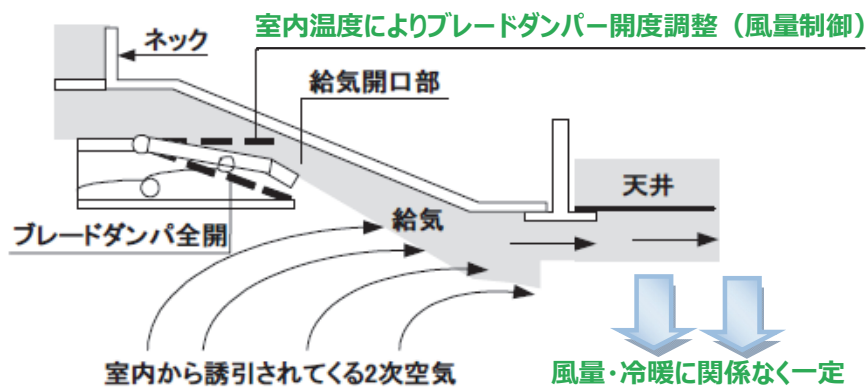 室内温度によりブレードダンパー開度調整（風量制御）
ネック
給気開口部
天井
給気
ブレードダンパ全開
室内から誘引されてくる2次空気
風量・冷暖に関係なく一定